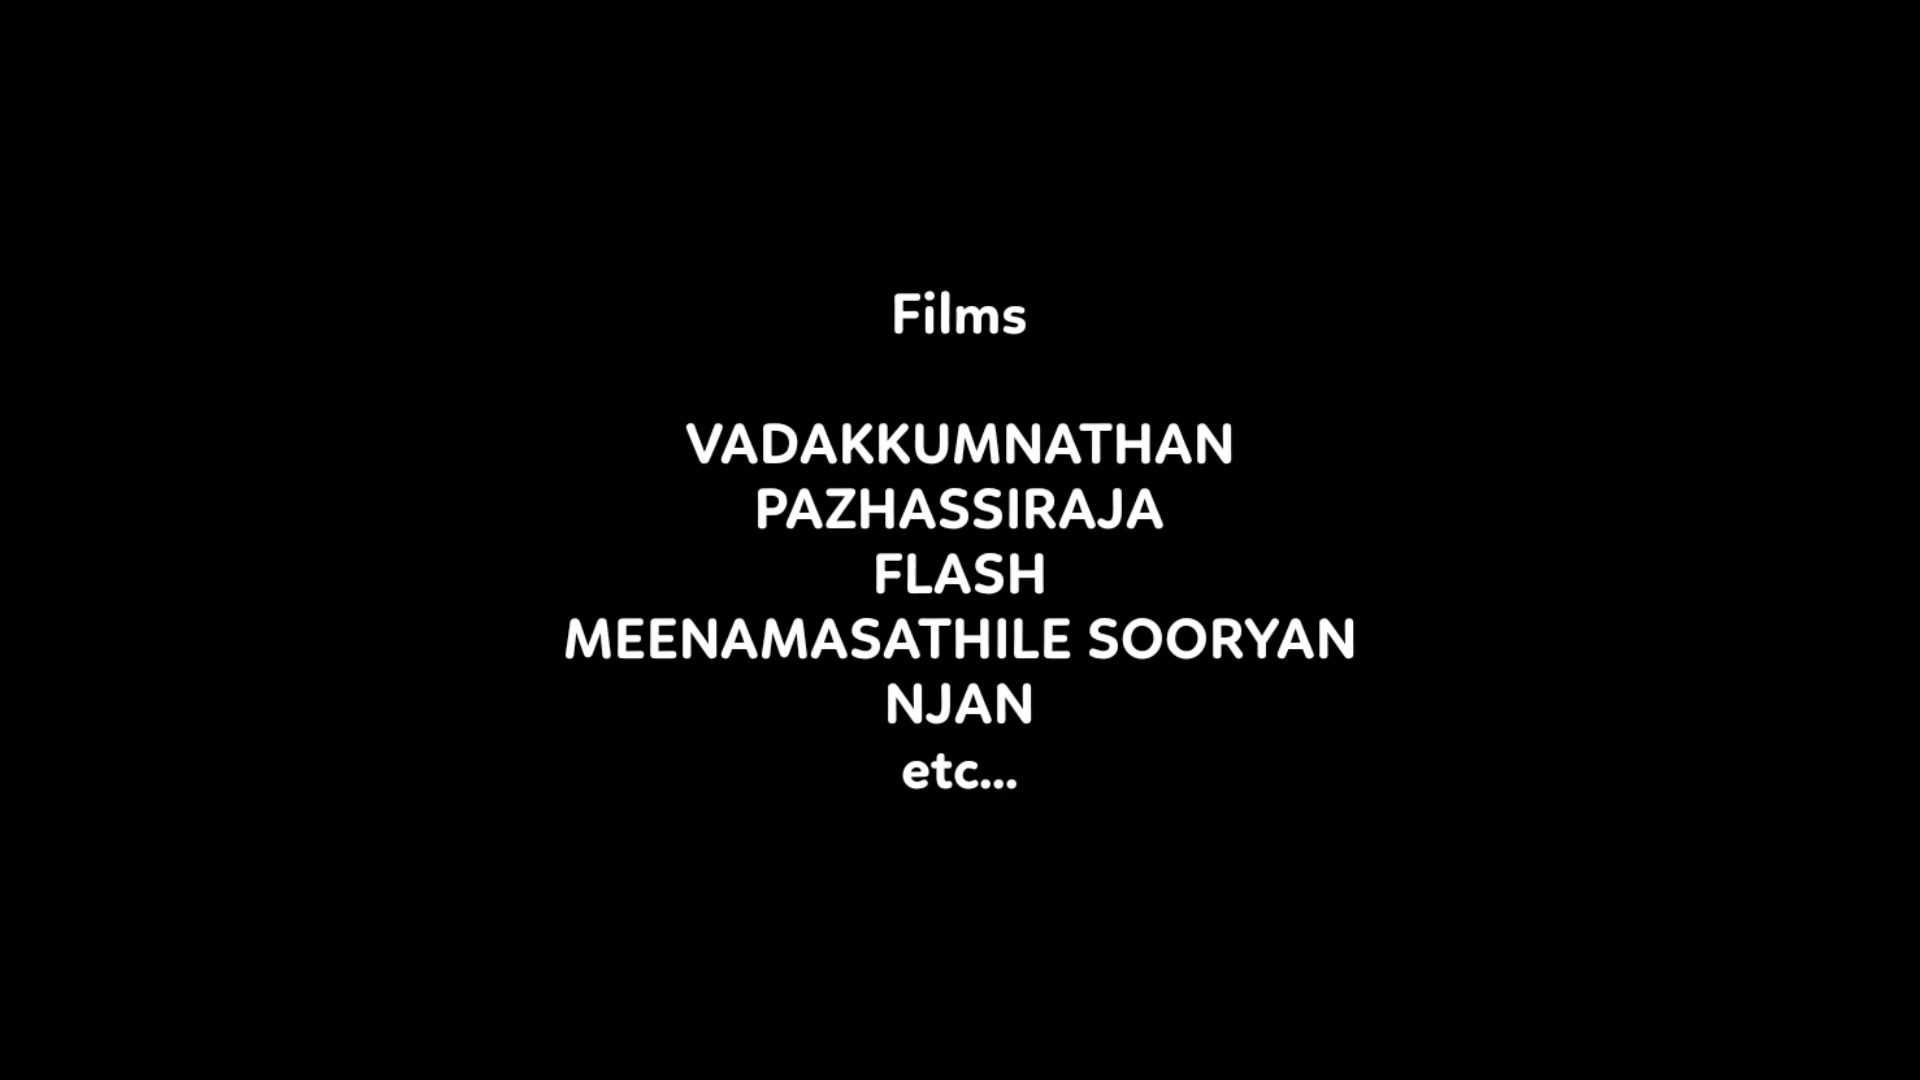 Films
VADAKKUMNATHAN
PAZHASSIRAJA
FLASH
MEENAMASATHILE SOORYAN
NJAN
etc...